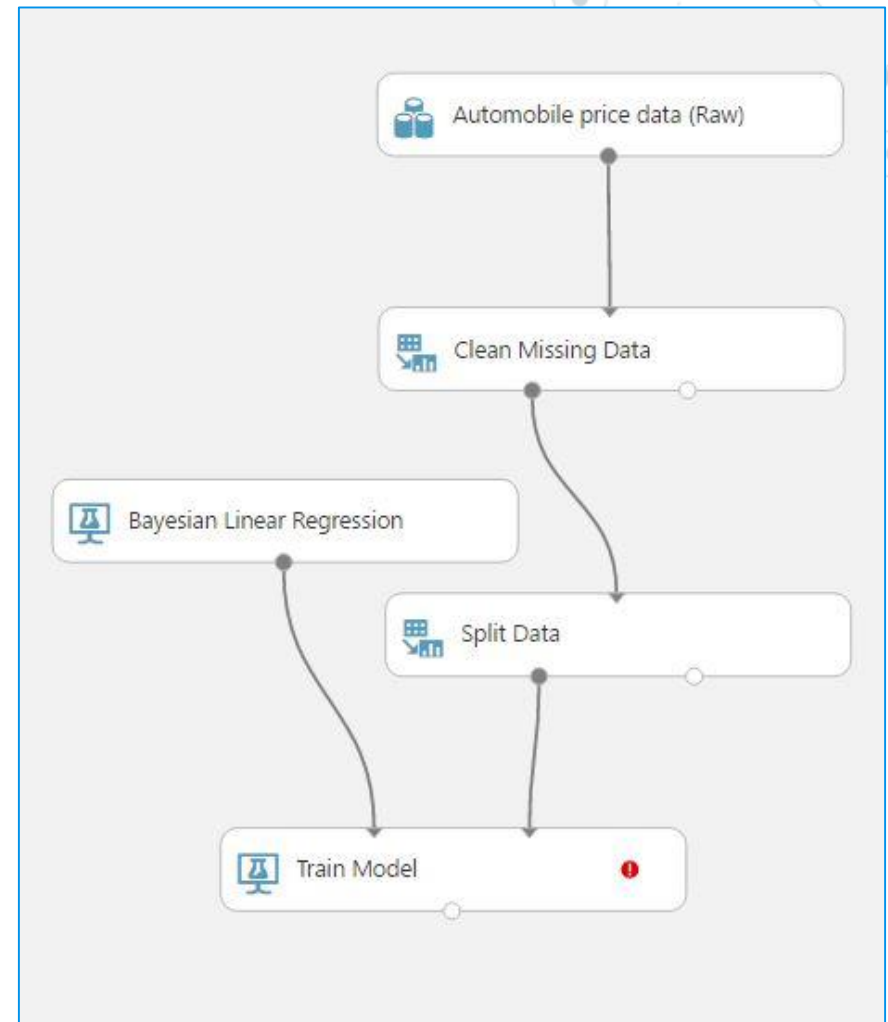 Automobile price data (Raw)
Clean Missing Data
Bayesian Linear Regression
Split Data
Train Model